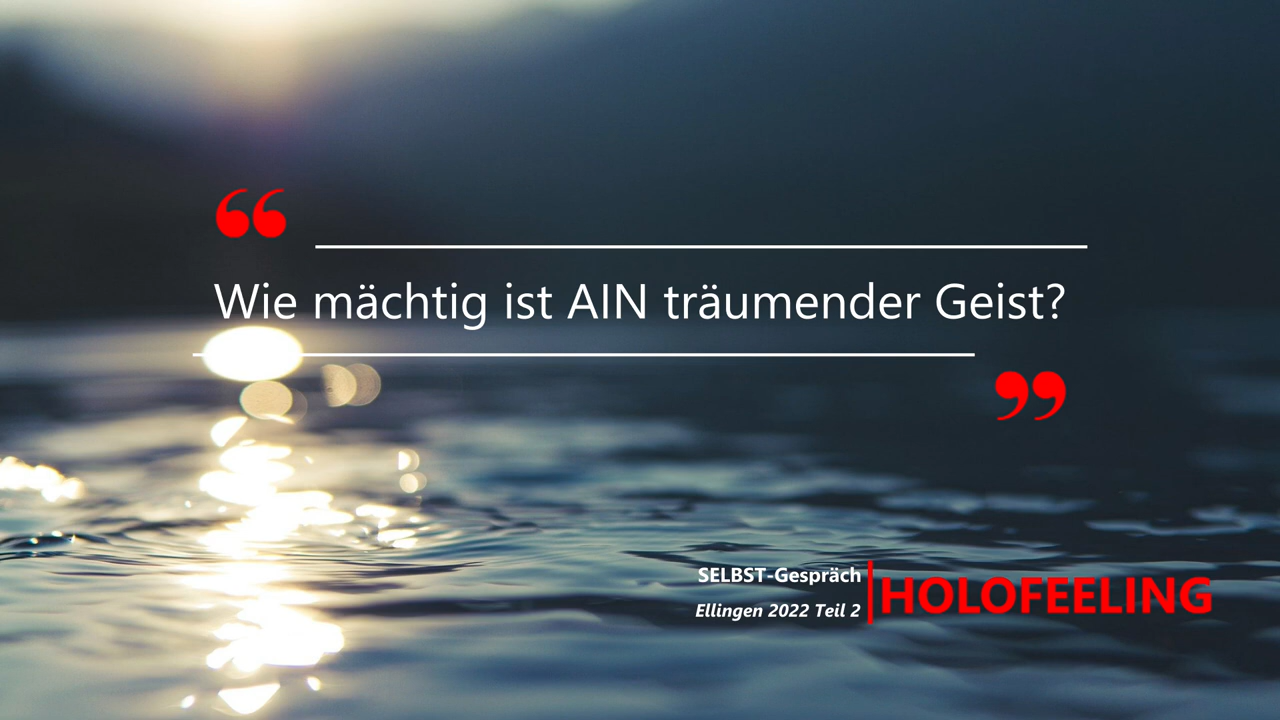 “
Wie mächtig ist AIN träumender Geist?
”
SELBST-Gespräch
Ellingen 2022 Teil 2
HOLOFEELING